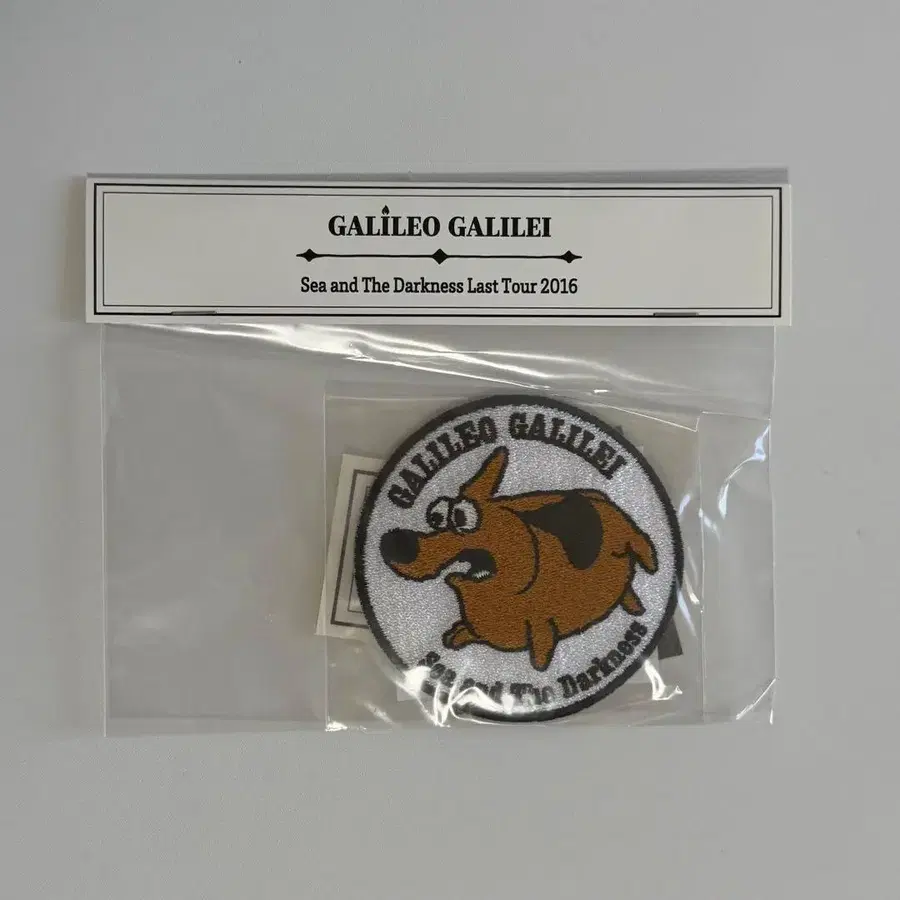 GALILEO GALILEI
Sea and The Darkness Last Tour 2016
GALILEO GALILEI
Sea and The Darkness